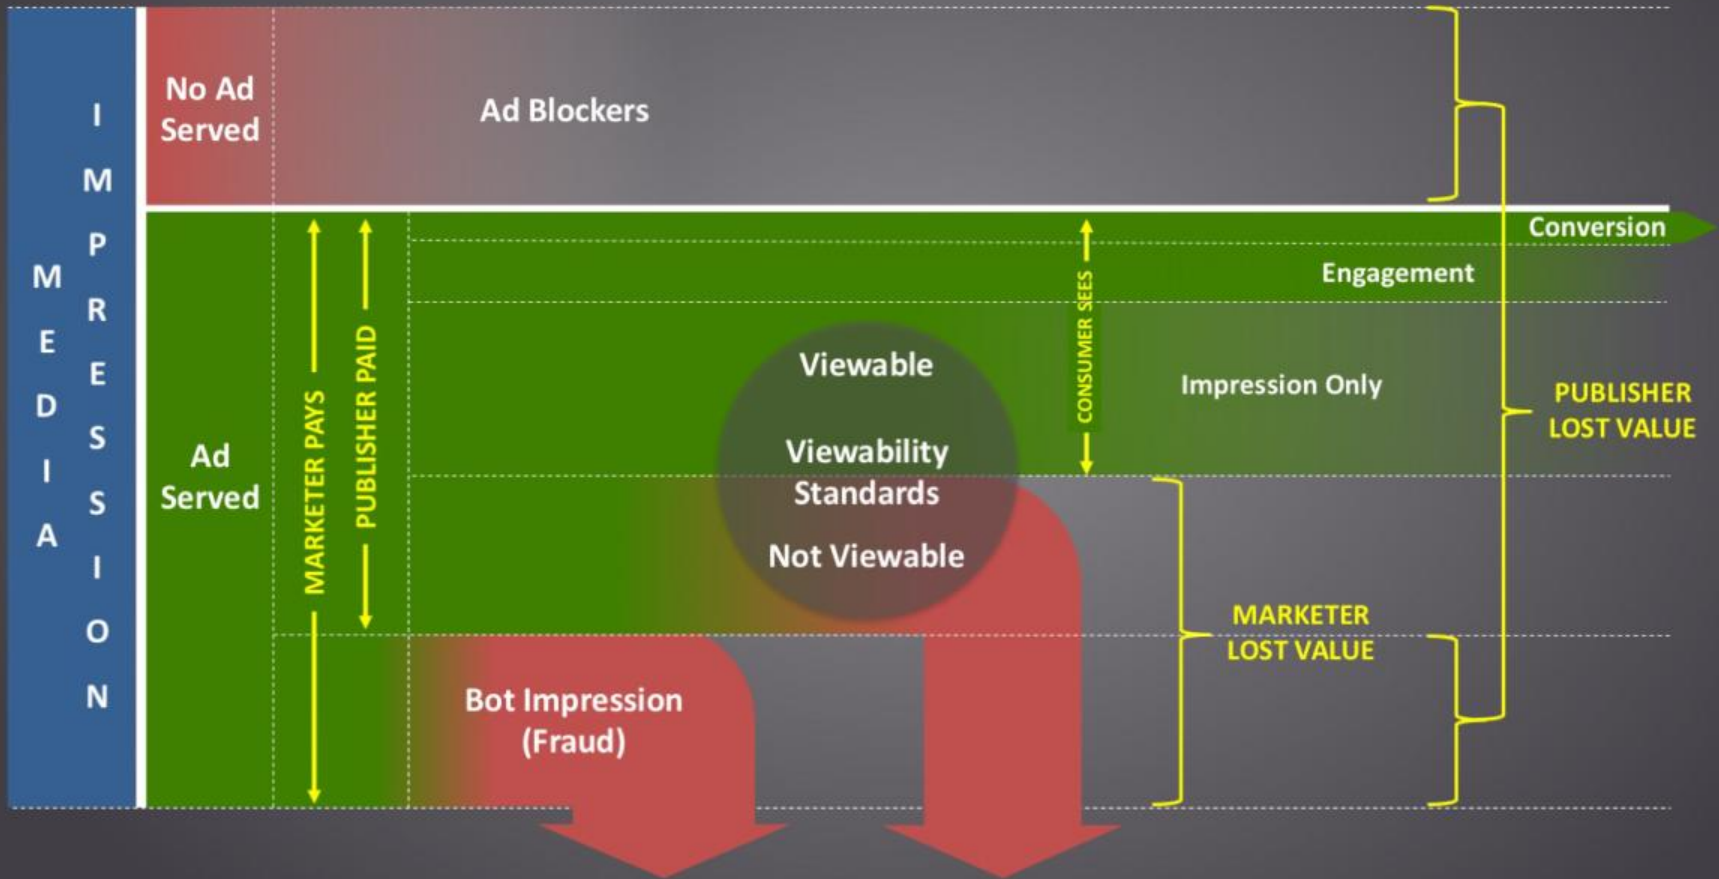 MEDIA
IMPRESSION
No Ad
Served
Ad Blockers
Conversion
Engagement
Viewable
Impression Only
CONSUMER SEES
PUBLISHER
LOST VALUE
Ad
Served
MARKETER PAYS
PUBLISHER PAID
Viewability
Standards
Not Viewable
MARKETER
LOST VALUE
Bot Impression
(Fraud)